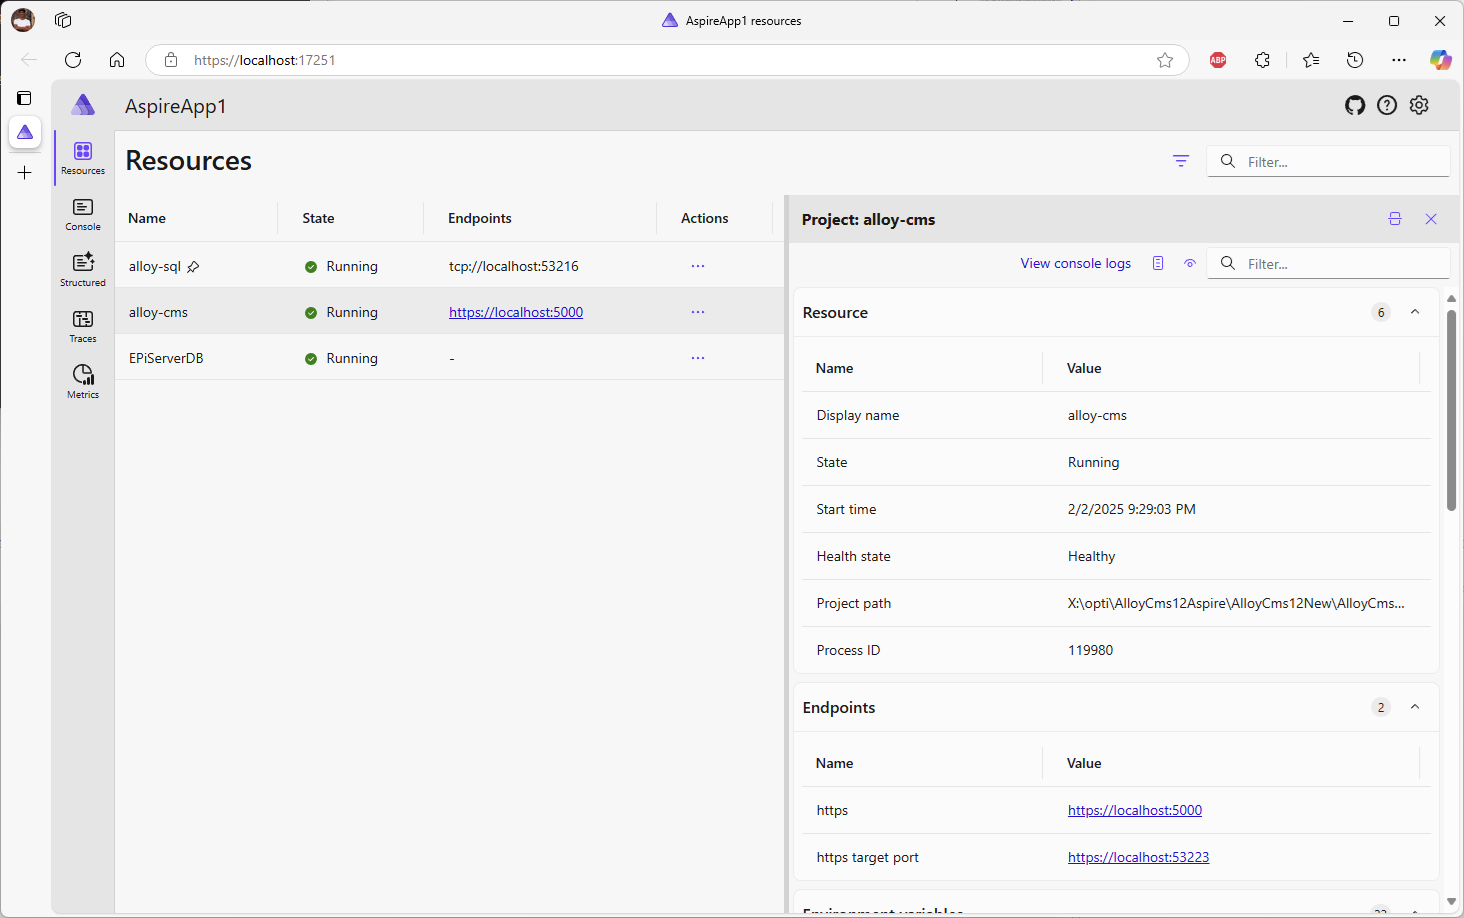 AspireApp1 resources
https://localhost:17251
ABP
AspireApp1
Resources
Console
Structured
Traces
Metrics
Resources
Filter...
Name State Endpoints Actions
alloy-sql Running tcp://localhost:53216 ...
alloy-cms Running https://localhost:5000 ...
EPiServerDB Running - ...
Project: alloy-cms
View console logs Filter...
Resource 6
Name Value
Display name alloy-cms
State Running
Start time 2/2/2025 9:29:03 PM
Health state Healthy
Project path X:\opti\AlloyCms12Aspire\AlloyCms12New\AlloyCms...
Process ID 119980
Endpoints 2
Name Value
https https://localhost:5000
https target port https://localhost:53223
Environment variables